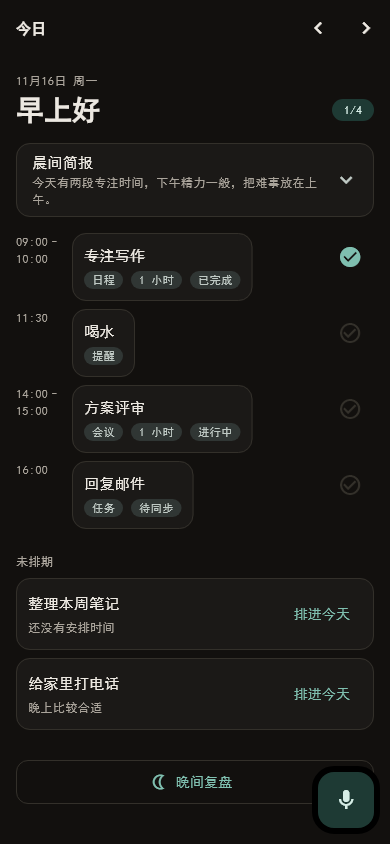 今日
11月16日 周一
早上好
1/4
晨间简报
今天有两段专注时间，下午精力一般，把难事放在上
午。
09:00 –
10:00
专注写作
日程 1 小时 已完成
11:30
喝水
提醒
14:00 –
15:00
方案评审
会议 1 小时 进行中
16:00
回复邮件
任务 待同步
未排期
整理本周笔记
还没有安排时间
排进今天
给家里打电话
晚上比较合适
排进今天
晚间复盘